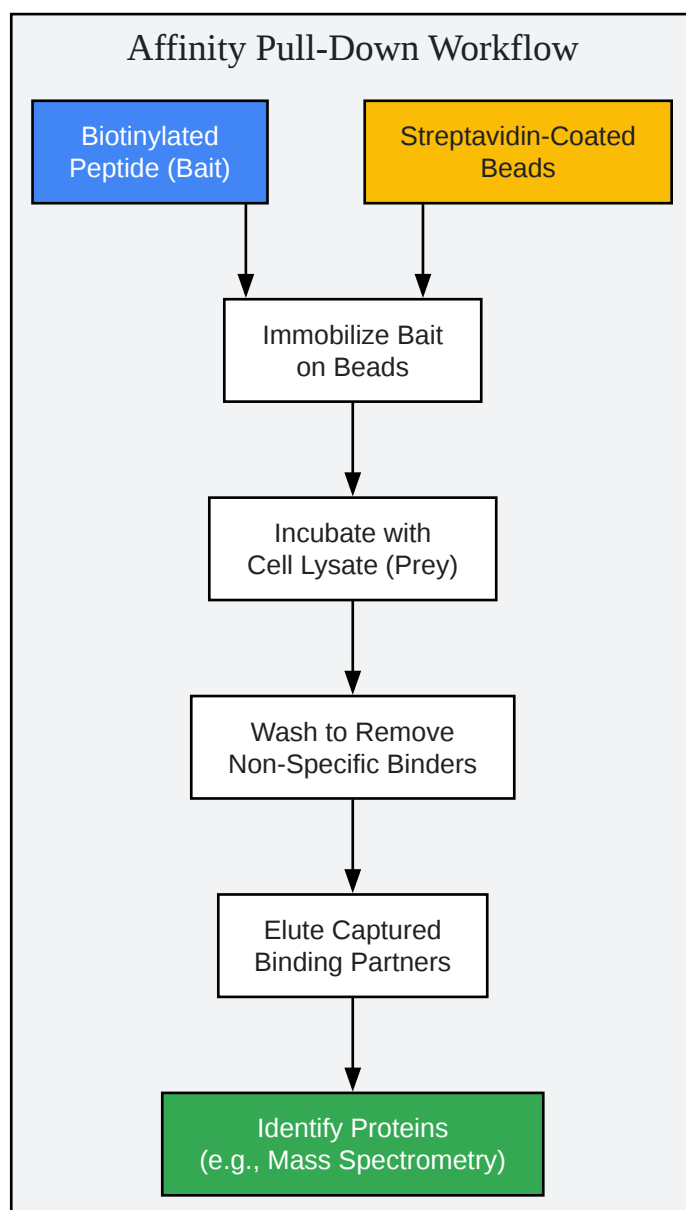 Affinity Pull-Down Workflow
Biotinylated
Peptide (Bait)
Streptavidin-Coated
Beads
Immobilize Bait
on Beads
Incubate with
Cell Lysate (Prey)
Wash to Remove
Non-Specific Binders
Elute Captured
Binding Partners
Identify Proteins
(e.g., Mass Spectrometry)